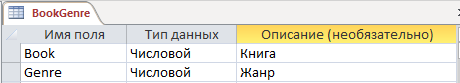 BookGenre
Имя поля Тип данных Описание (необязательно)
Book Числовой Книга
Genre Числовой Жанр